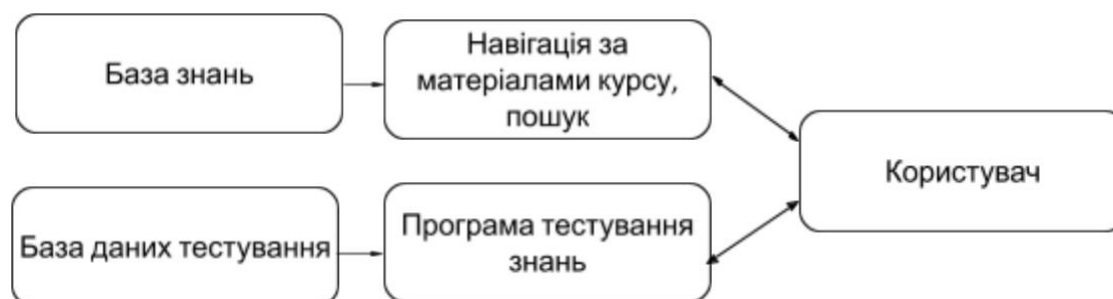 База знань
Навігація за
матеріалами курсу,
пошук
Користувач
База даних тестування
Програма тестування
знань